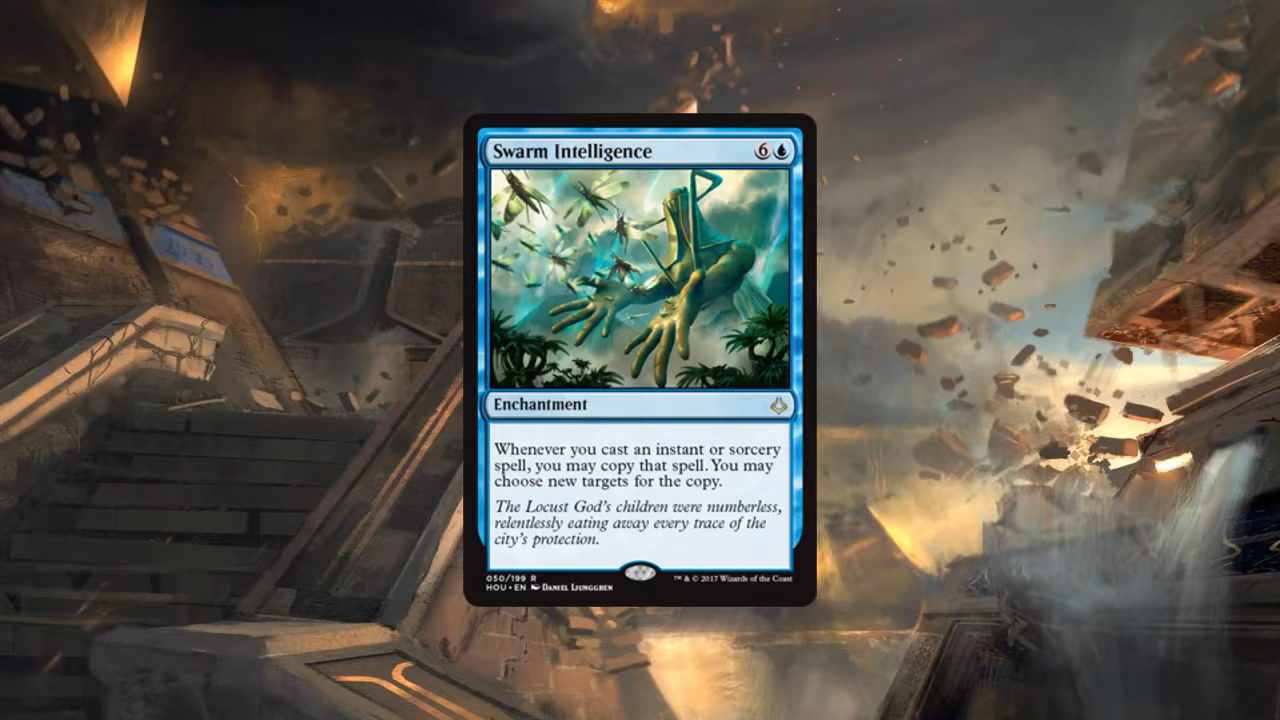 Swarm Intelligence 6
Enchantment
Whenever you cast an instant or sorcery
spell, you may copy that spell. You may
choose new targets for the copy.
The Locust God's children were numberless,
relentlessly eating away every trace of the
city's protection.
050/199 R ™ & © 2017 Wizards of the Coast
HOU • EN Daniel Ljunggren